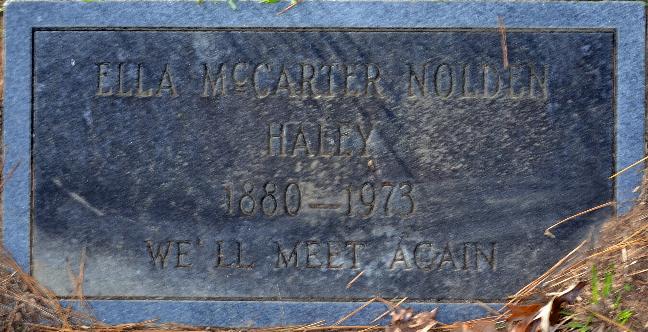 ELLA McCARTER NOLDEN
HALEY
1880—1973
WE'LL MEET AGAIN